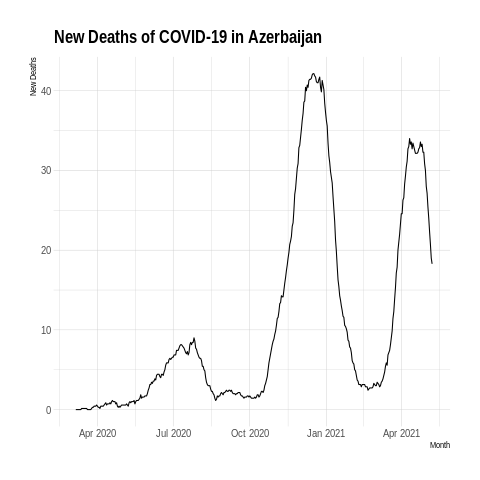 New Deaths of COVID-19 in Azerbaijan
New Deaths
40
30
20
10
0
Apr 2020 Jul 2020 Oct 2020 Jan 2021 Apr 2021
Month